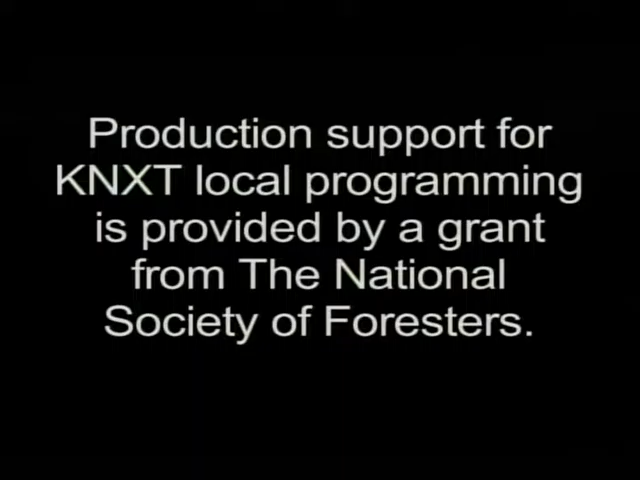 Production support for
KNXT local programming
is provided by a grant
from The National
Society of Foresters.